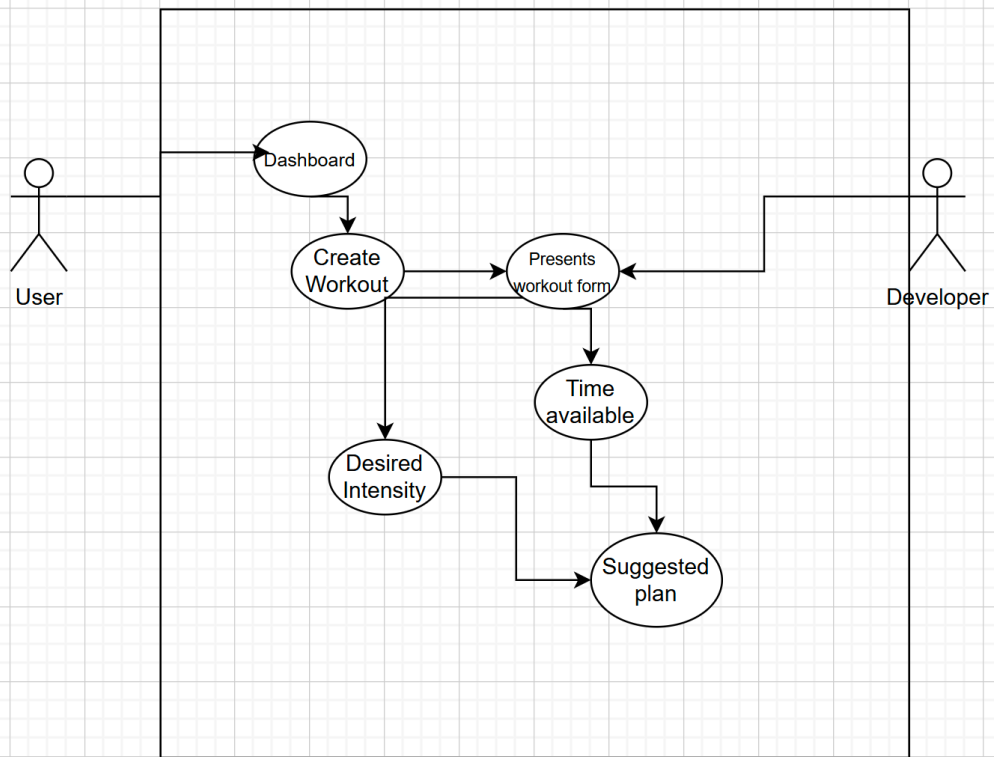 Dashboard
Create
Workout
Presents
workout form
User
Developer
Time
available
Desired
Intensity
Suggested
plan